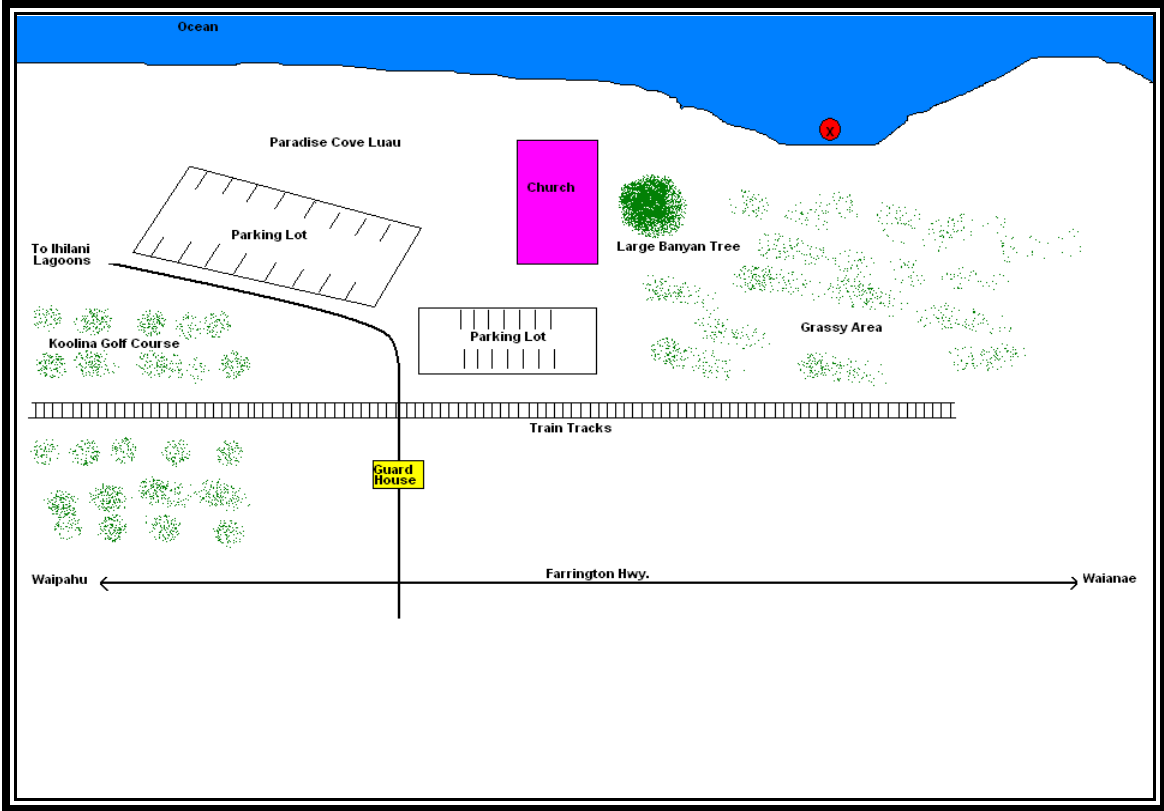 Ocean
X
Paradise Cove Luau
Church
Parking Lot
To Ihilani
Lagoons
Large Banyan Tree
Parking Lot
Grassy Area
Koolina Golf Course
Train Tracks
Guard
House
Waipahu
Farrington Hwy.
Waianae